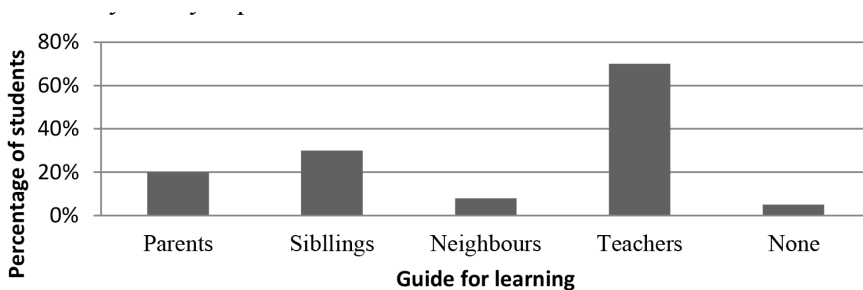 80%
60%
40%
20%
0%
Percentage of students
Parents Sibllings Neighbours Teachers None
Guide for learning